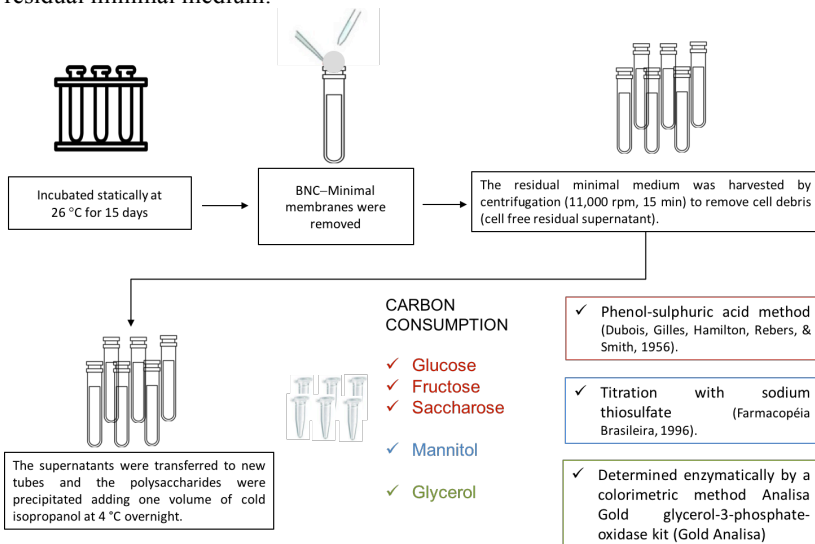 residual minimal medium.
Incubated statically at
26 °C for 15 days
BNC–Minimal
membranes were
removed
The residual minimal medium was harvested by
centrifugation (11,000 rpm, 15 min) to remove cell debris
(cell free residual supernatant).
The supernatants were transferred to new
tubes and the polysaccharides were
precipitated adding one volume of cold
isopropanol at 4 °C overnight.
CARBON
CONSUMPTION
✓ Glucose
✓ Fructose
✓ Saccharose
✓ Mannitol
✓ Glycerol
✓ Phenol-sulphuric acid method
(Dubois, Gilles, Hamilton, Rebers, &
Smith, 1956).
✓ Titration with sodium
thiosulfate (Farmacopéia
Brasileira, 1996).
✓ Determined enzymatically by a
colorimetric method Analisa
Gold glycerol-3-phosphate-
oxidase kit (Gold Analisa)